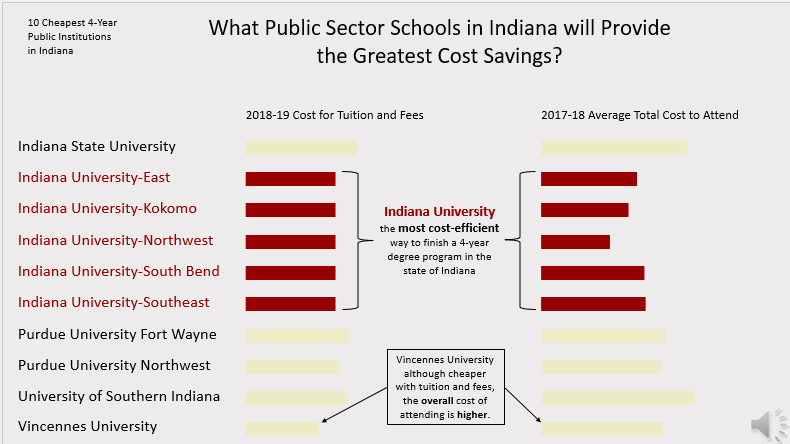 10 Cheapest 4-Year
Public Institutions
in Indiana
What Public Sector Schools in Indiana will Provide
the Greatest Cost Savings?
2018-19 Cost for Tuition and Fees
2017-18 Average Total Cost to Attend
Indiana State University
Indiana University-East
Indiana University-Kokomo
Indiana University-Northwest
Indiana University-South Bend
Indiana University-Southeast
Purdue University Fort Wayne
Purdue University Northwest
University of Southern Indiana
Vincennes University
Indiana University
the most cost-efficient
way to finish a 4-year
degree program in the
state of Indiana
Vincennes University
although cheaper
with tuition and fees,
the overall cost of
attending is higher.